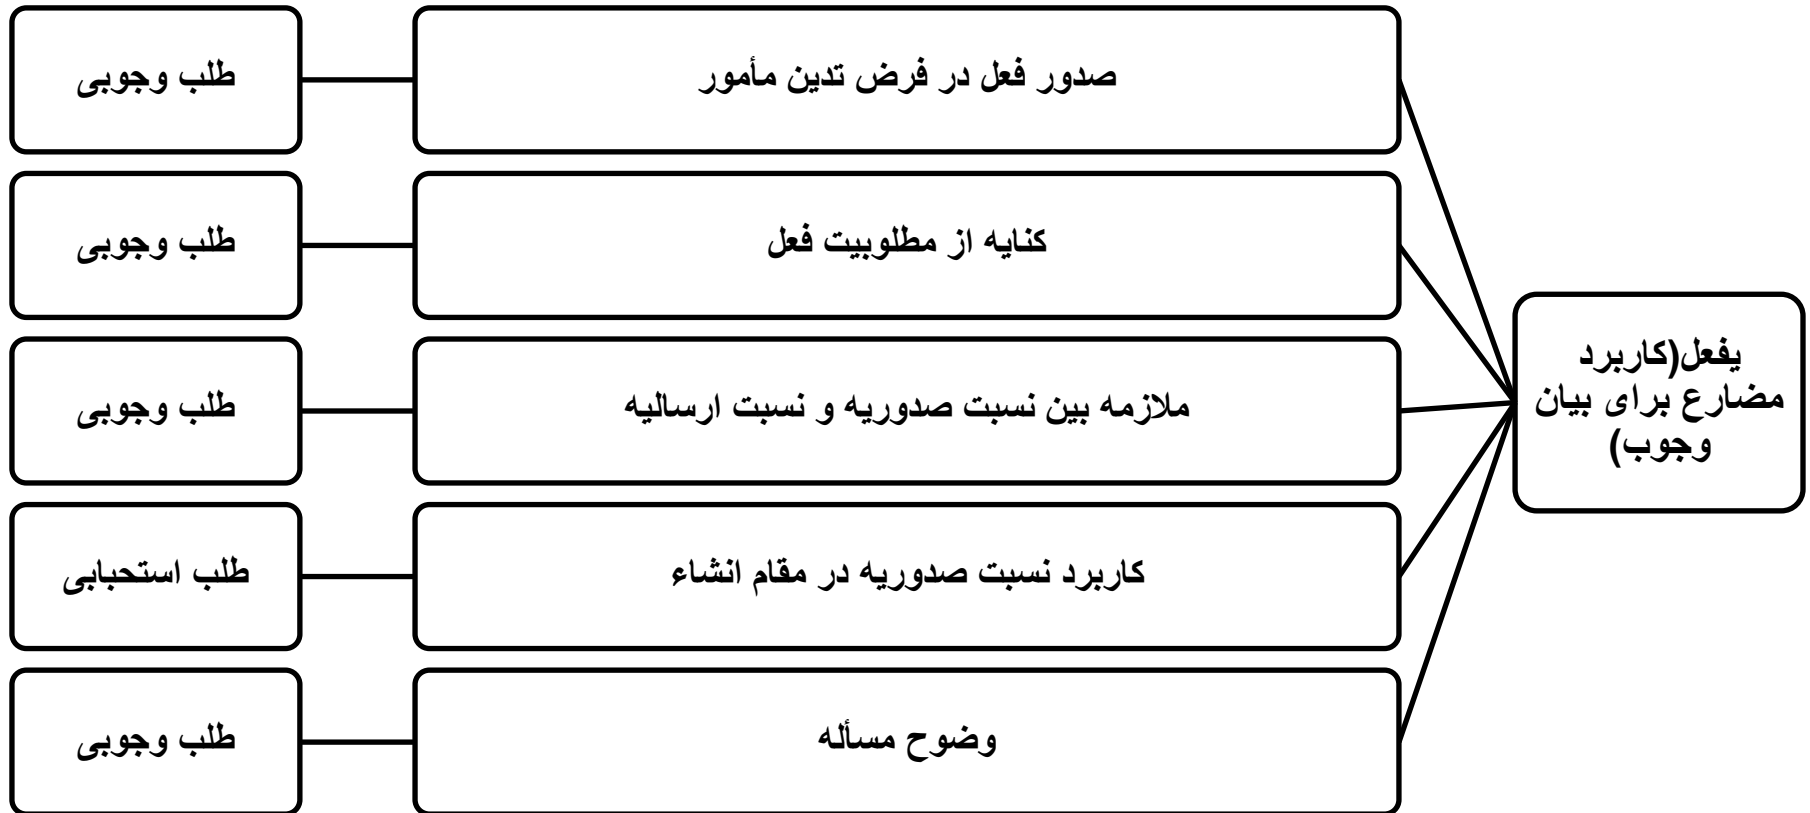 یفعل(کاربرد
مضارع برای بیان
وجوب)
صدور فعل در فرض تدین مأمور
طلب وجوبی
کنایه از مطلوبیت فعل
طلب وجوبی
ملازمه بین نسبت صدوریه و نسبت ارسالیه
طلب وجوبی
کاربرد نسبت صدوریه در مقام انشاء
طلب استحبابی
وضوح مسأله
طلب وجوبی